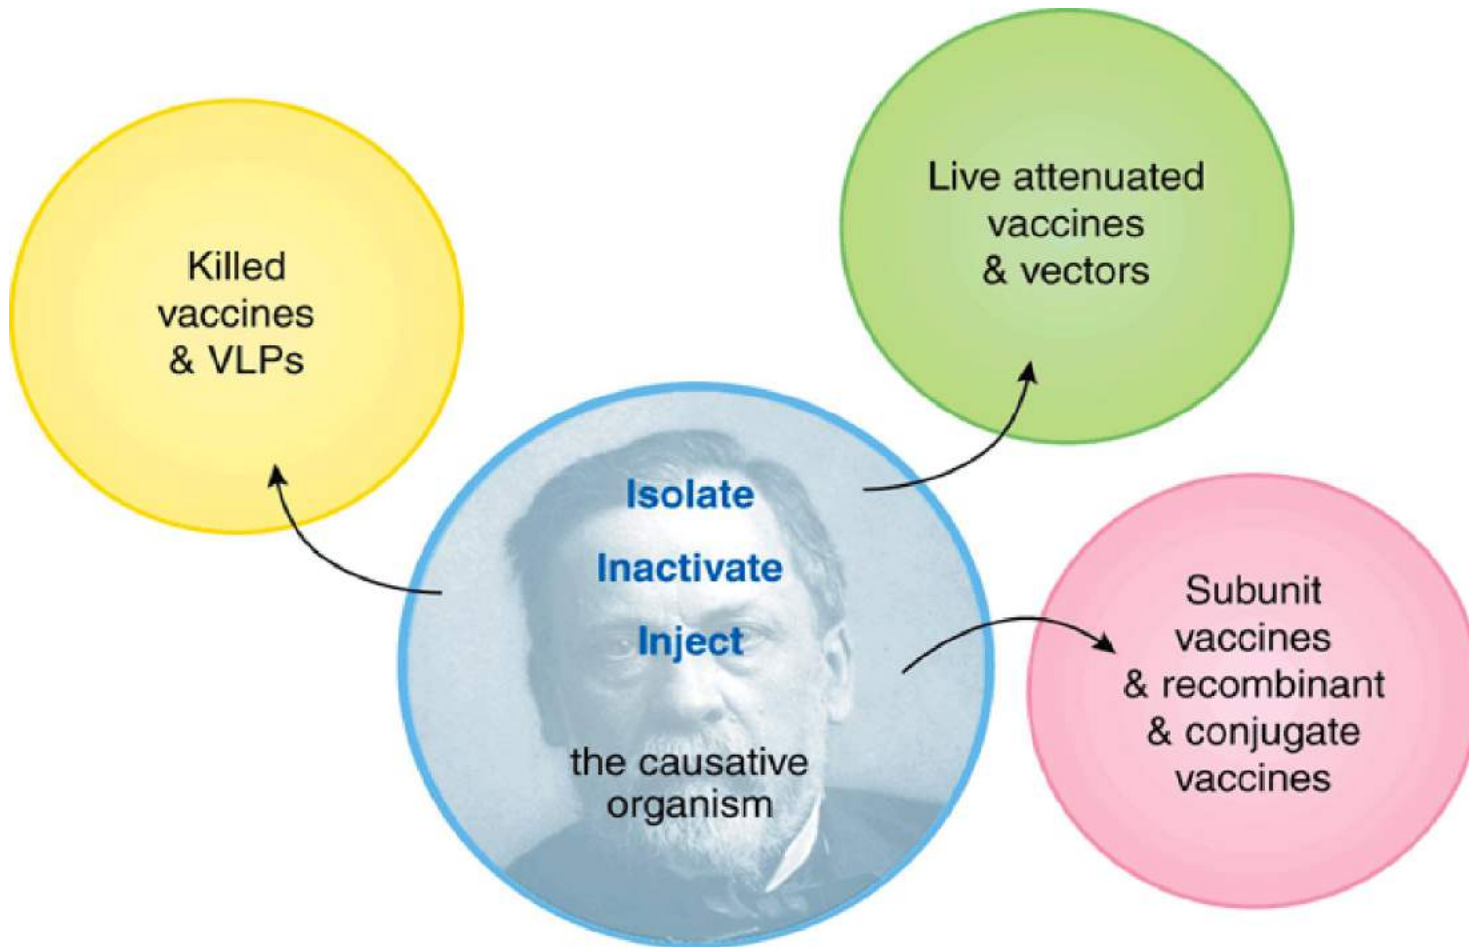 Killed
vaccines
& VLPs
Live attenuated
vaccines
& vectors
Isolate
Inactivate
Inject
the causative
organism
Subunit
vaccines
& recombinant
& conjugate
vaccines